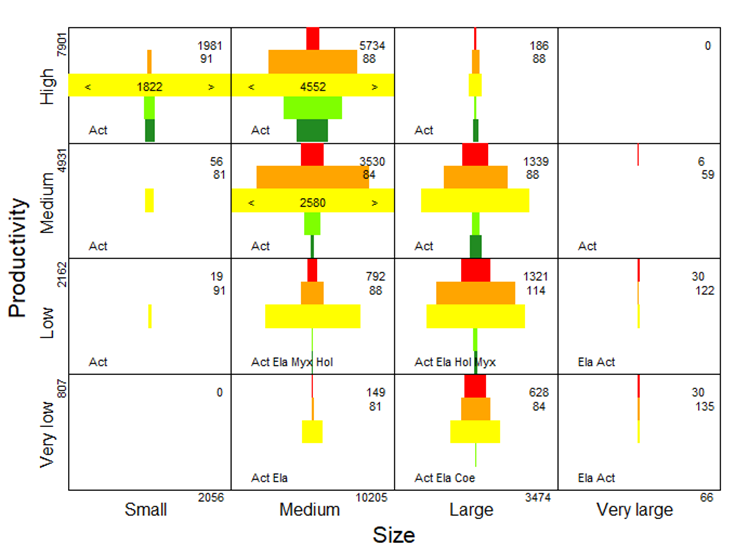 7901
High
1981
91
< 1822 >
Act
5734
88
< 4552 >
Act
186
88
Act
0
4931
Medium
56
81
Act
3530
84
< 2580 >
Act
1339
88
Act
6
59
Act
Productivity
2162
Low
19
91
Act
792
88
Act Ela Myx Hol
1321
114
Act Ela Hol Myx
30
122
Ela Act
807
Very low
0
149
81
Act Ela
628
84
Act Ela Coe
30
135
Ela Act
2056
10205
3474
66
Small
Medium
Large
Very large
Size